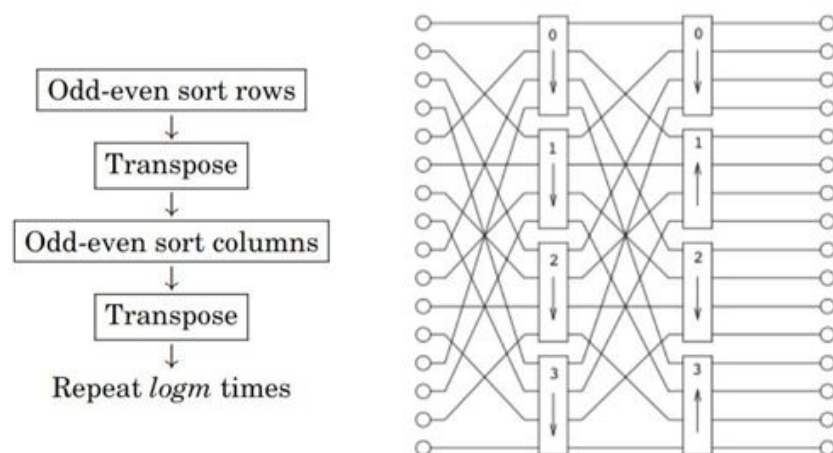 Odd-even sort rows
↓
Transpose
↓
Odd-even sort columns
↓
Transpose
↓
Repeat logm times
0
0
1
1
2
2
3
3